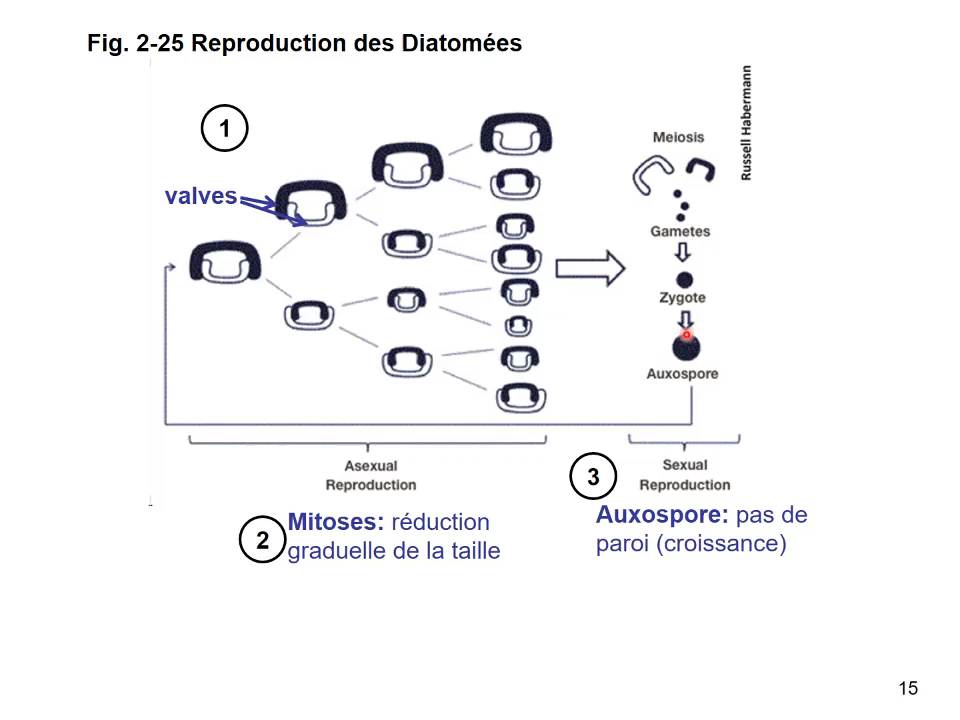 Fig. 2-25 Reproduction des Diatomées
Russell Habermann
1
valves
Meiosis
Gametes
Zygote
Auxospore
Asexual
Reproduction
Sexual
Reproduction
2
Mitoses: réduction
graduelle de la taille
3
Auxospore: pas de
paroi (croissance)
15